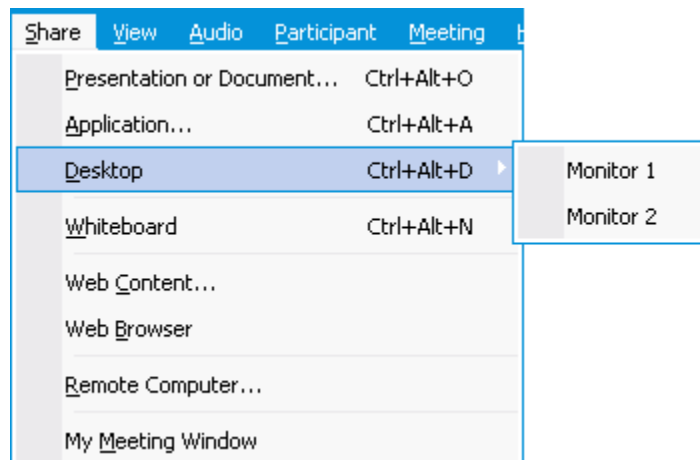 Share View Audio Participant Meeting
Presentation or Document... Ctrl+Alt+O
Application... Ctrl+Alt+A
Desktop Ctrl+Alt+D
Monitor 1
Monitor 2
Whiteboard Ctrl+Alt+N
Web Content...
Web Browser
Remote Computer...
My Meeting Window